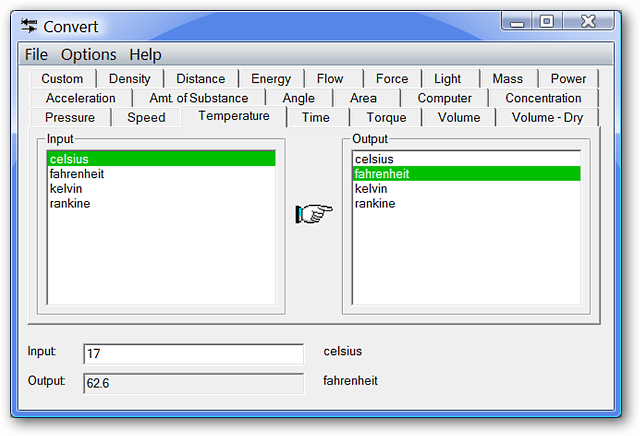 Convert
File Options Help
Custom Density Distance Energy Flow Force Light Mass Power
Acceleration Amt. of Substance Angle Area Computer Concentration
Pressure Speed Temperature Time Torque Volume Volume - Dry
Input Output
celsius celsius
fahrenheit fahrenheit
kelvin kelvin
rankine rankine
Input: 17 celsius
Output: 62.6 fahrenheit